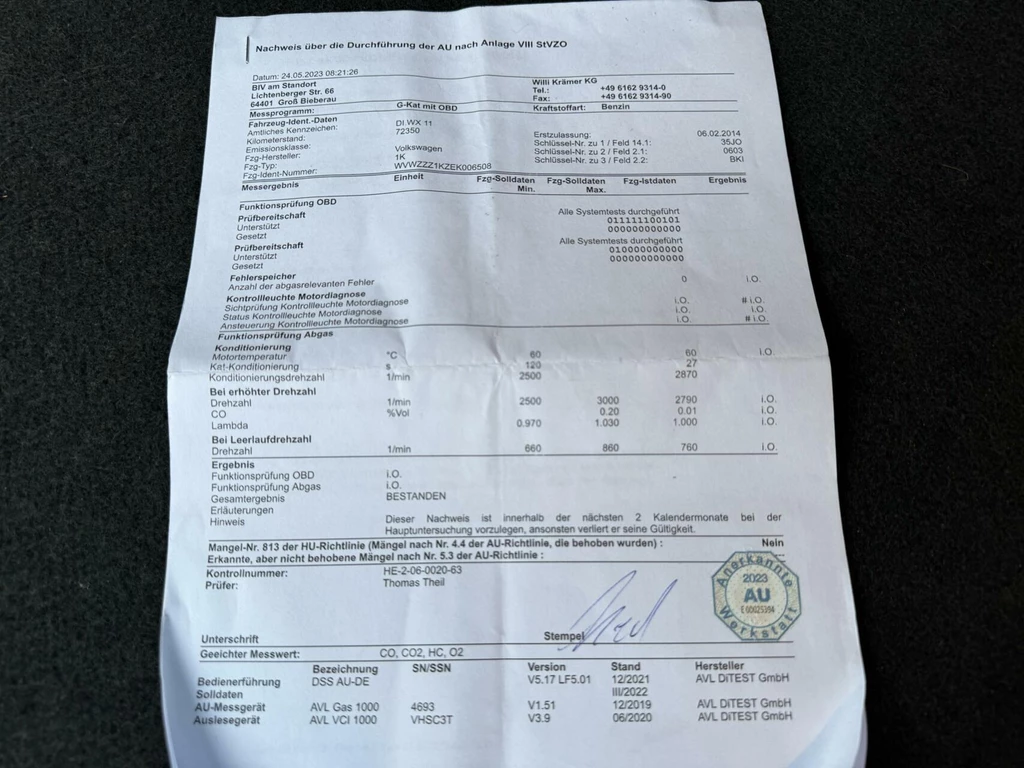 Nachweis über die Durchführung der AU nach Anlage VIII StVZO
Datum: 24.05.2023 08:21:26
BIV am Standort
Lichtenberger Str. 66
64401 Groß Bieberau
Willi Krämer KG
Tel.: +49 6162 9314-0
Fax: +49 6162 9314-90
Messprogramm: G-Kat mit OBD Kraftstoffart: Benzin
Fahrzeug-Ident.-Daten
Amtliches Kennzeichen: DI WX 11 Erstzulassung: 06.02.2014
Kilometerstand: 72350 Schlüssel-Nr. zu 1 / Feld 14.1: 35JO
Emissionsklasse: Schlüssel-Nr. zu 2 / Feld 2.1: 0603
Fzg-Hersteller: Volkswagen Schlüssel-Nr. zu 3 / Feld 2.2: BKI
Fzg-Typ: 1K
Fzg-Ident-Nummer: WVWZZZ1KZEK006508
Messergebnis Einheit Fzg-Solldaten Min. Fzg-Solldaten Max. Fzg-Istdaten Ergebnis
Funktionsprüfung OBD
Prüfbereitschaft Alle Systemtests durchgeführt
Unterstützt 011111100101
Gesetzt 000000000000
Prüfbereitschaft Alle Systemtests durchgeführt
Unterstützt 010000000000
Gesetzt 000000000000
Fehlerspeicher
Anzahl der abgasrelevanten Fehler 0 i.O.
Kontrollleuchte Motordiagnose
Sichtprüfung Kontrollleuchte Motordiagnose i.O. # i.O.
Status Kontrollleuchte Motordiagnose i.O. i.O.
Ansteuerung Kontrollleuchte Motordiagnose i.O. # i.O.
Funktionsprüfung Abgas
Konditionierung
Motortemperatur °C 60 60 i.O.
Kat-Konditionierung s 120 27
Konditionierungsdrehzahl 1/min 2500 2870
Bei erhöhter Drehzahl
Drehzahl 1/min 2500 3000 2790 i.O.
CO %Vol 0.20 0.01 i.O.
Lambda 0.970 1.030 1.000 i.O.
Bei Leerlaufdrehzahl
Drehzahl 1/min 660 860 760 i.O.
Ergebnis
Funktionsprüfung OBD i.O.
Funktionsprüfung Abgas i.O.
Gesamtergebnis BESTANDEN
Erläuterungen
Hinweis Dieser Nachweis ist innerhalb der nächsten 2 Kalendermonate bei der
Hauptuntersuchung vorzulegen, ansonsten verliert er seine Gültigkeit.
Mangel-Nr. 813 der HU-Richtlinie (Mängel nach Nr. 4.4 der AU-Richtlinie, die behoben wurden) : Nein
Erkannte, aber nicht behobene Mängel nach Nr. 5.3 der AU-Richtlinie :
Kontrollnummer: HE-2-06-0020-63
Prüfer: Thomas Theil
Anerkannte
2023
AU
E 00025394
Werkstatt
Unterschrift Stempel
Geeichter Messwert: CO, CO2, HC, O2
Bezeichnung SN/SSN Version Stand Hersteller
Bedienerführung DSS AU-DE V5.17 LF5.01 12/2021 AVL DiTEST GmbH
Solldaten III/2022
AU-Messgerät AVL Gas 1000 4693 V1.51 12/2019 AVL DiTEST GmbH
Auslesegerät AVL VCI 1000 VHSC3T V3.9 06/2020 AVL DiTEST GmbH